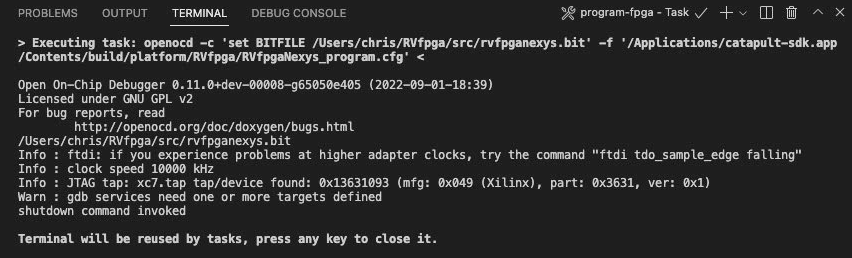 PROBLEMS OUTPUT TERMINAL DEBUG CONSOLE program-fpga - Task
> Executing task: openocd -c 'set BITFILE /Users/chris/RVfpga/src/rvfpganexys.bit' -f '/Applications/catapult-sdk.app
/Contents/build/platform/RVfpga/RVfpgaNexys_program.cfg' <
Open On-Chip Debugger 0.11.0+dev-00008-g65050e405 (2022-09-01-18:39)
Licensed under GNU GPL v2
For bug reports, read
http://openocd.org/doc/doxygen/bugs.html
/Users/chris/RVfpga/src/rvfpganexys.bit
Info : ftdi: if you experience problems at higher adapter clocks, try the command "ftdi tdo_sample_edge falling"
Info : clock speed 10000 kHz
Info : JTAG tap: xc7.tap tap/device found: 0x13631093 (mfg: 0x049 (Xilinx), part: 0x3631, ver: 0x1)
Warn : gdb services need one or more targets defined
shutdown command invoked
Terminal will be reused by tasks, press any key to close it.